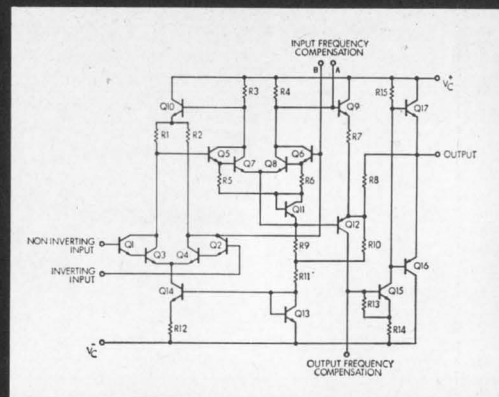 INPUT FREQUENCY
COMPENSATION
B A
V+C
Q10
R3
R4
Q9
R15
Q17
R1
R2
R7
Q5
Q7
Q8
Q6
OUTPUT
R5
R6
R8
Q11
Q12
NON INVERTING
INPUT
Q1
Q3
Q4
Q2
R9
R10
INVERTING
INPUT
Q16
R11
Q14
Q15
R13
Q13
R12
R14
V-C
OUTPUT FREQUENCY
COMPENSATION